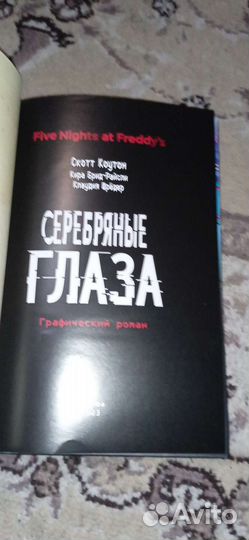 Five Nights at Freddy's
Скотт Коутон
Кира Брид-Райсли
Клаудия Шрёдер
СЕРЕБРЯНЫЕ
ГЛАЗА
Графический роман
Avito